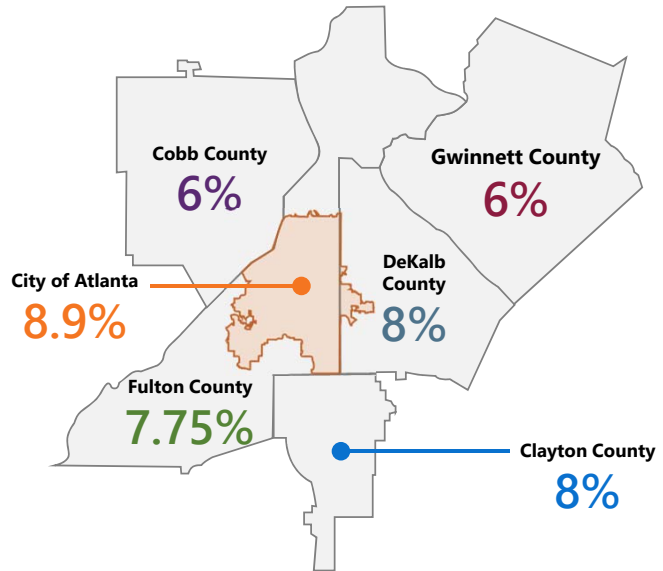 Cobb County
6%
Gwinnett County
6%
City of Atlanta
8.9%
DeKalb
County
8%
Fulton County
7.75%
Clayton County
8%